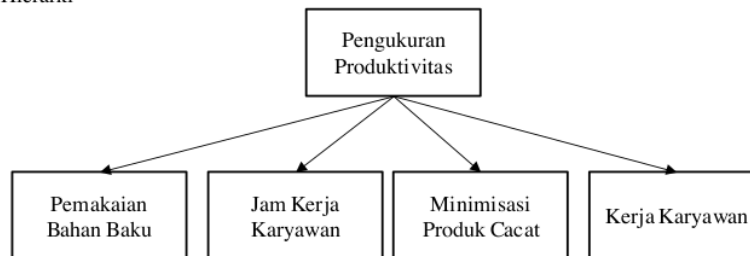 Hierarki
Pengukuran
Produktivitas
Pemakaian
Bahan Baku
Jam Kerja
Karyawan
Minimisasi
Produk Cacat
Kerja Karyawan